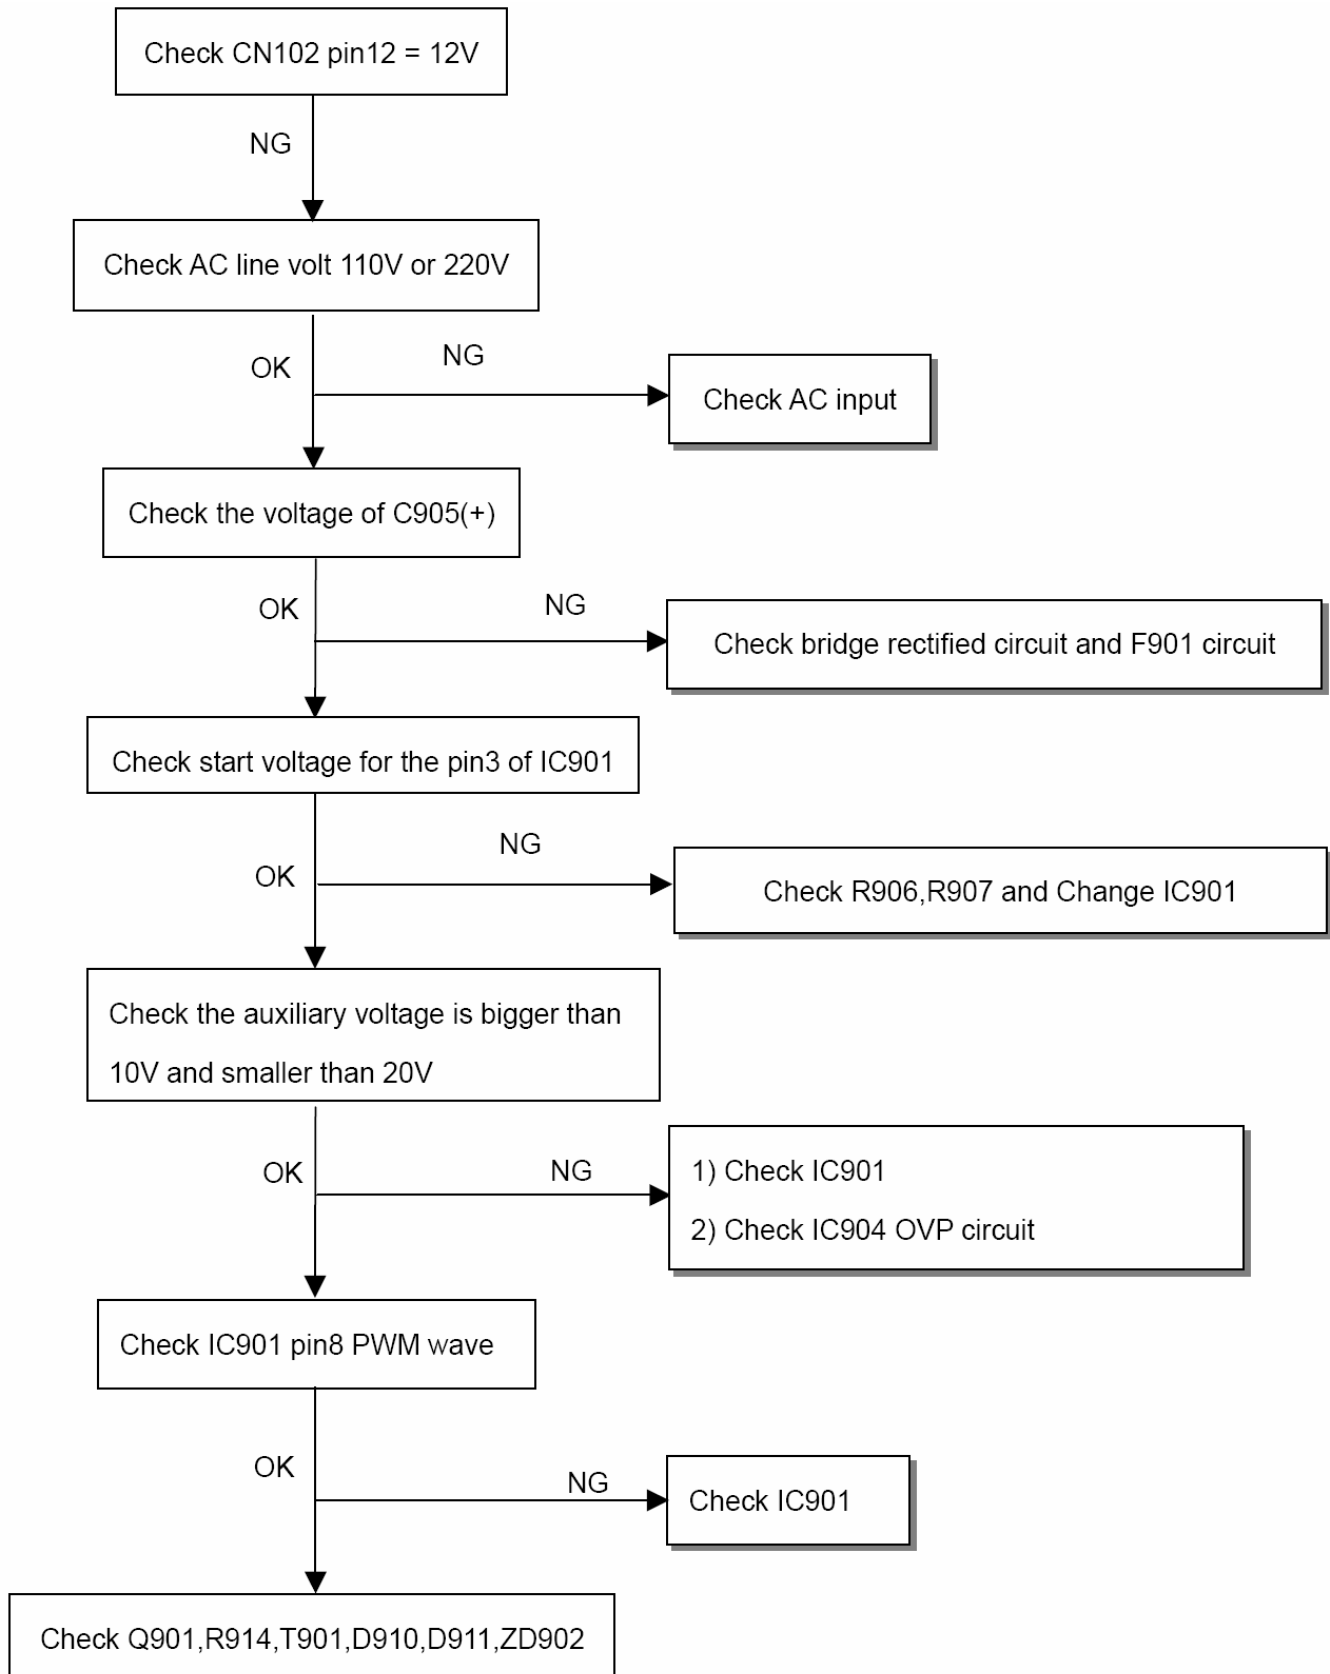 Check CN102 pin12 = 12V
NG
Check AC line volt 110V or 220V
OK
NG
Check AC input
Check the voltage of C905(+)
OK
NG
Check bridge rectified circuit and F901 circuit
Check start voltage for the pin3 of IC901
OK
NG
Check R906,R907 and Change IC901
Check the auxiliary voltage is bigger than
10V and smaller than 20V
OK
NG
1) Check IC901
2) Check IC904 OVP circuit
Check IC901 pin8 PWM wave
OK
NG
Check IC901
Check Q901,R914,T901,D910,D911,ZD902